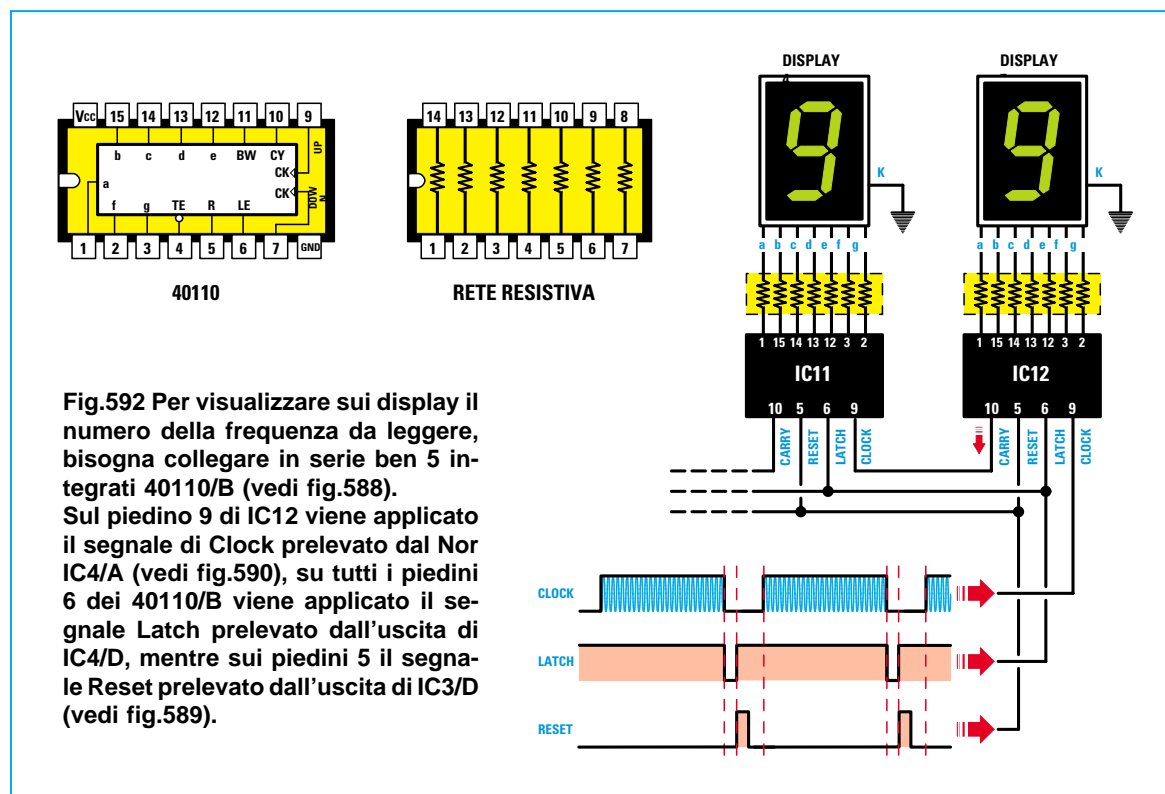 DISPLAY
4
DISPLAY
Vcc 15 14 13 12 11 10 9
b c d e BW CY
UP
CK
a
CK
DOW
N
f g TE R LE
1 2 3 4 5 6 7 GND
40110
14 13 12 11 10 9 8
1 2 3 4 5 6 7
RETE RESISTIVA
9
K
a b c d e f g
1 15 14 13 12 3 2
IC11
10 5 6 9
CARRY
RESET
LATCH
CLOCK
9
K
a b c d e f g
1 15 14 13 12 3 2
IC12
10 5 6 9
CARRY
RESET
LATCH
CLOCK
Fig.592 Per visualizzare sui display il
numero della frequenza da leggere,
bisogna collegare in serie ben 5 in-
tegrati 40110/B (vedi fig.588).
Sul piedino 9 di IC12 viene applicato
il segnale di Clock prelevato dal Nor
IC4/A (vedi fig.590), su tutti i piedini
6 dei 40110/B viene applicato il se-
gnale Latch prelevato dall'uscita di
IC4/D, mentre sui piedini 5 il segna-
le Reset prelevato dall'uscita di IC3/D
(vedi fig.589).
CLOCK
LATCH
RESET